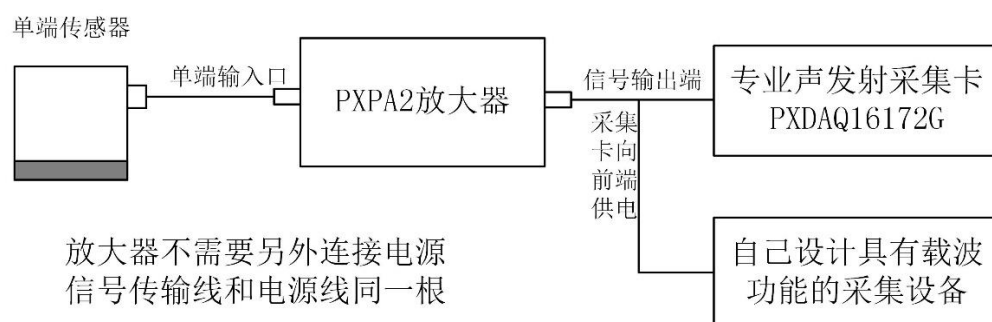 单端传感器
单端输入口
PXPA2放大器
信号输出端
采集
卡向
前端
供电
专业声发射采集卡
PXDAQ16172G
自己设计具有载波
功能的采集设备
放大器不需要另外连接电源
信号传输线和电源线同一根